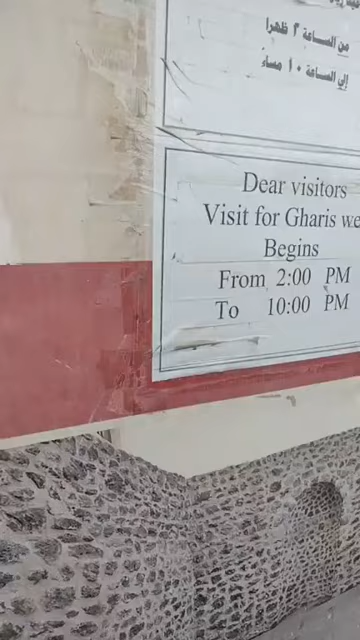 من الساعة ٢ ظهرا
إلى الساعة ١٠ مساء
Dear visitors
Visit for Gharis we
Begins
From 2:00 PM
To 10:00 PM